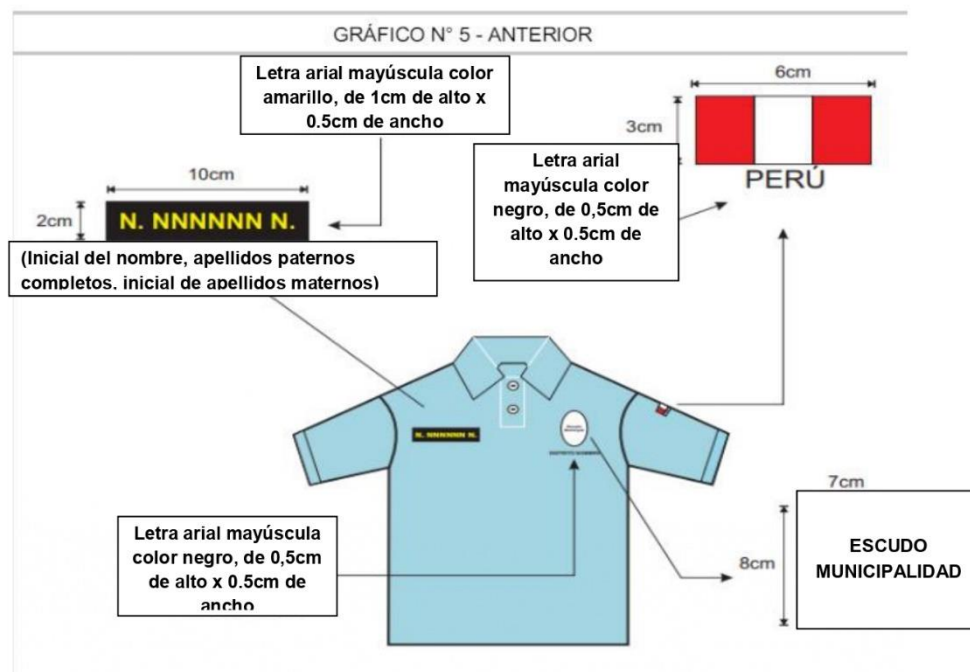 GRÁFICO N° 5 - ANTERIOR
Letra arial mayúscula color
amarillo, de 1cm de alto x
0.5cm de ancho
6cm
3cm
PERÚ
Letra arial
mayúscula color
negro, de 0,5cm de
alto x 0.5cm de
ancho
10cm
2cm
N. NNNNNN N.
(Inicial del nombre, apellidos paternos
completos, inicial de apellidos maternos)
N. NNNNNN N.
7cm
8cm
ESCUDO
MUNICIPALIDAD
Letra arial mayúscula
color negro, de 0,5cm
de alto x 0.5cm de
ancho